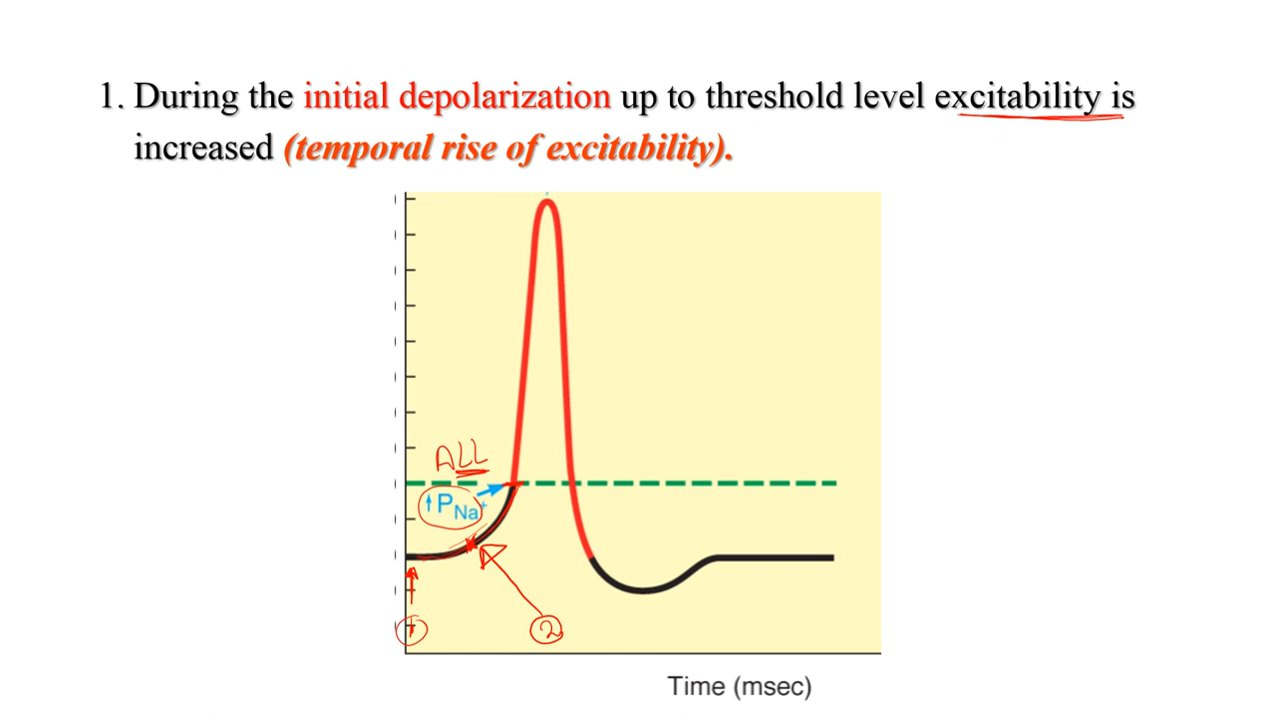 1. During the initial depolarization up to threshold level excitability is
increased (temporal rise of excitability).
ALL
↑PNa+
1
2
Time (msec)